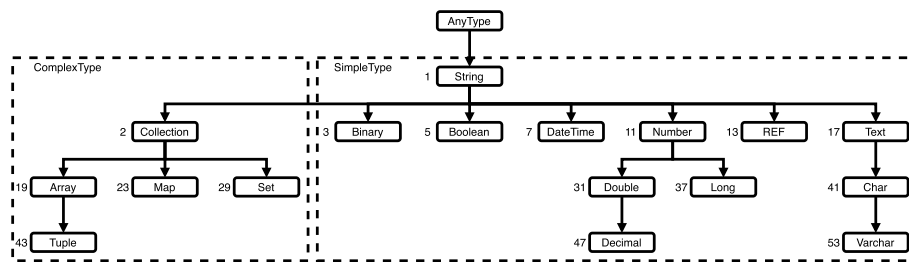 AnyType
ComplexType
SimpleType
1 String
2 Collection
3 Binary
5 Boolean
7 DateTime
11 Number
13 REF
17 Text
19 Array
23 Map
29 Set
31 Double
37 Long
41 Char
43 Tuple
47 Decimal
53 Varchar